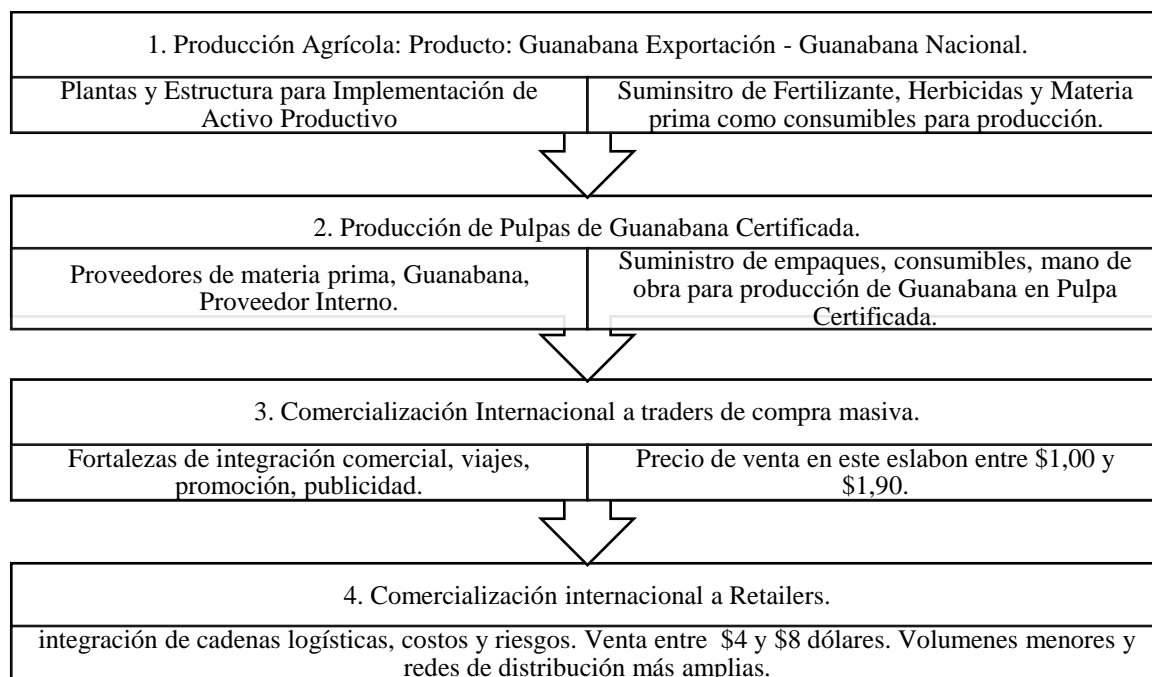 1. Producción Agrícola: Producto: Guanabana Exportación - Guanabana Nacional.
Plantas y Estructura para Implementación de
Activo Productivo
Suminsitro de Fertilizante, Herbicidas y Materia
prima como consumibles para producción.
2. Producción de Pulpas de Guanabana Certificada.
Proveedores de materia prima, Guanabana,
Proveedor Interno.
Suministro de empaques, consumibles, mano de
obra para producción de Guanabana en Pulpa
Certificada.
3. Comercialización Internacional a traders de compra masiva.
Fortalezas de integración comercial, viajes,
promoción, publicidad.
Precio de venta en este eslabon entre $1,00 y
$1,90.
4. Comercialización internacional a Retailers.
integración de cadenas logísticas, costos y riesgos. Venta entre $4 y $8 dólares. Volumenes menores y
redes de distribución más amplias.